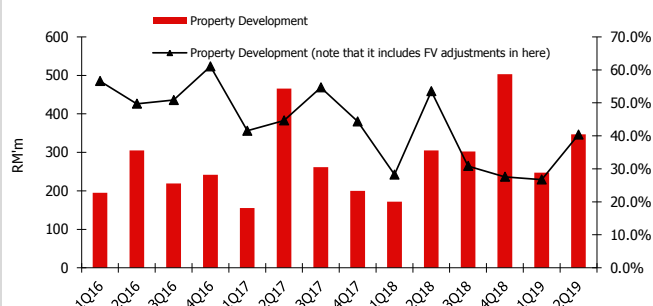 Property Development
Property Development (note that it includes FV adjustments in here)
600
500
400
300
200
100
0
RM'm
70.0%
60.0%
50.0%
40.0%
30.0%
20.0%
10.0%
0.0%
1Q16
2Q16
3Q16
4Q16
1Q17
2Q17
3Q17
4Q17
1Q18
2Q18
3Q18
4Q18
1Q19
2Q19